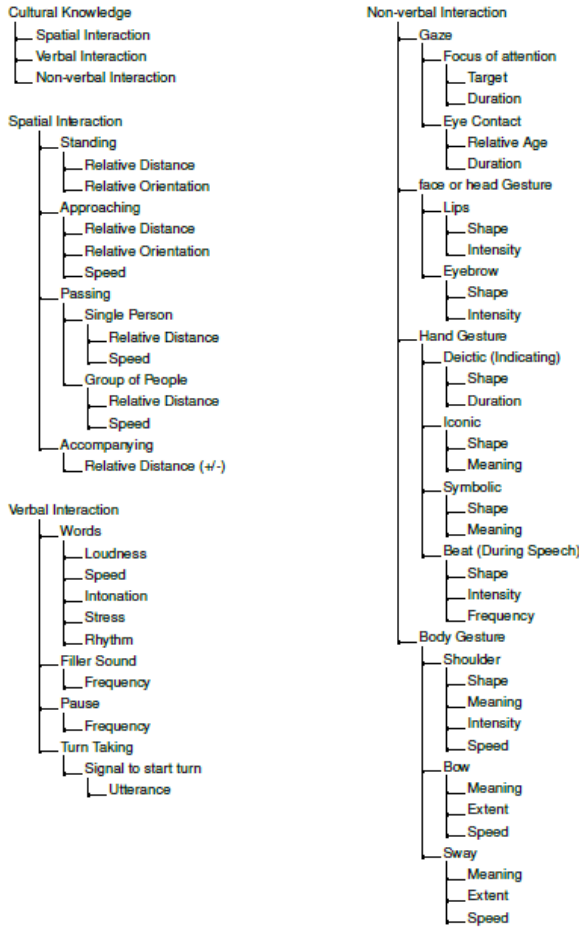 Cultural Knowledge
Spatial Interaction
Verbal Interaction
Non-verbal Interaction
Spatial Interaction
Standing
Relative Distance
Relative Orientation
Approaching
Relative Distance
Relative Orientation
Speed
Passing
Single Person
Relative Distance
Speed
Group of People
Relative Distance
Speed
Accompanying
Relative Distance (+/-)
Verbal Interaction
Words
Loudness
Speed
Intonation
Stress
Rhythm
Filler Sound
Frequency
Pause
Frequency
Turn Taking
Signal to start turn
Utterance
Non-verbal Interaction
Gaze
Focus of attention
Target
Duration
Eye Contact
Relative Age
Duration
face or head Gesture
Lips
Shape
Intensity
Eyebrow
Shape
Intensity
Hand Gesture
Deictic (Indicating)
Shape
Duration
Iconic
Shape
Meaning
Symbolic
Shape
Meaning
Beat (During Speech)
Shape
Intensity
Frequency
Body Gesture
Shoulder
Shape
Meaning
Intensity
Speed
Bow
Meaning
Extent
Speed
Sway
Meaning
Extent
Speed